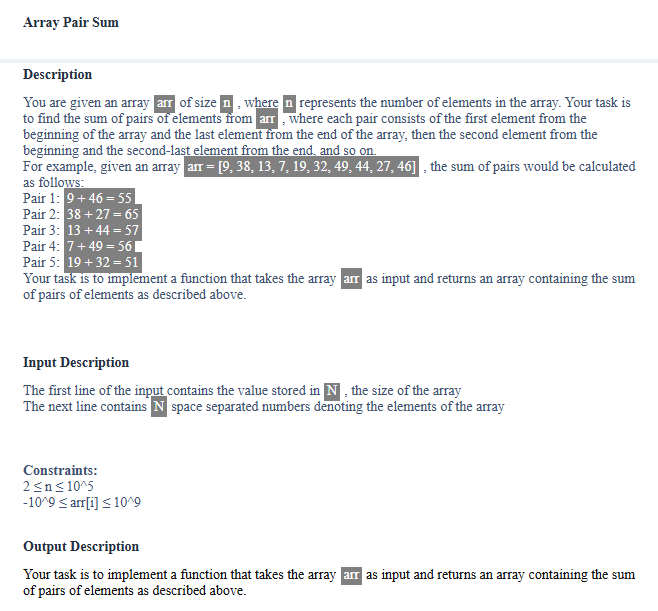 Array Pair Sum
Description
You are given an array arr of size n , where n represents the number of elements in the array. Your task is
to find the sum of pairs of elements from arr , where each pair consists of the first element from the
beginning of the array and the last element from the end of the array, then the second element from the
beginning and the second-last element from the end, and so on.
For example, given an array arr = [9, 38, 13, 7, 19, 32, 49, 44, 27, 46] , the sum of pairs would be calculated
as follows:
Pair 1: 9 + 46 = 55
Pair 2: 38 + 27 = 65
Pair 3: 13 + 44 = 57
Pair 4: 7 + 49 = 56
Pair 5: 19 + 32 = 51
Your task is to implement a function that takes the array arr as input and returns an array containing the sum
of pairs of elements as described above.
Input Description
The first line of the input contains the value stored in N , the size of the array
The next line contains N space separated numbers denoting the elements of the array
Constraints:
2 ≤ n ≤ 10^5
-10^9 ≤ arr[i] ≤ 10^9
Output Description
Your task is to implement a function that takes the array arr as input and returns an array containing the sum
of pairs of elements as described above.